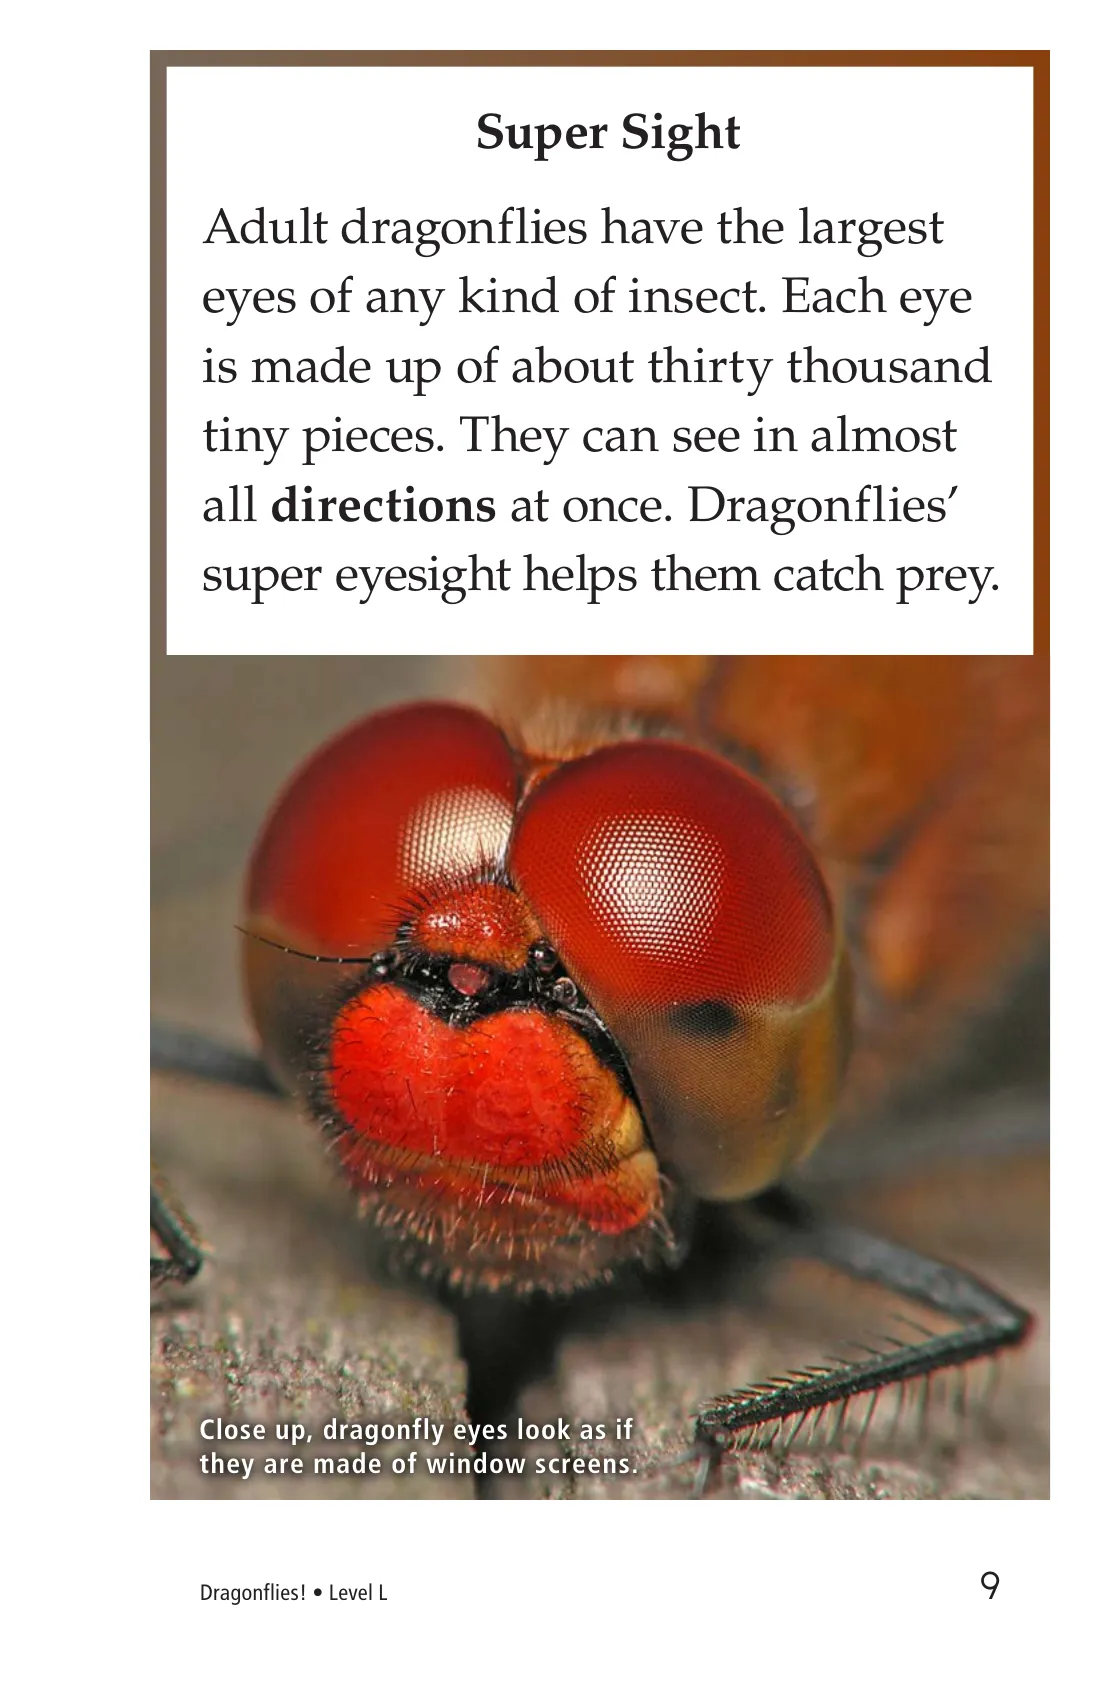 Super Sight
Adult dragonflies have the largest
eyes of any kind of insect. Each eye
is made up of about thirty thousand
tiny pieces. They can see in almost
all directions at once. Dragonflies’
super eyesight helps them catch prey.
Close up, dragonfly eyes look as if
they are made of window screens.
Dragonflies! • Level L
9